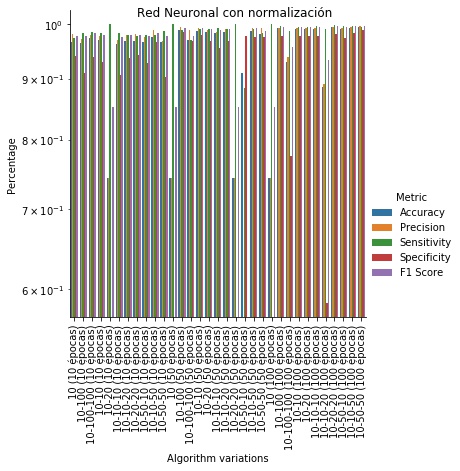 Red Neuronal con normalización
Percentage
10⁰
9 × 10⁻¹
8 × 10⁻¹
7 × 10⁻¹
6 × 10⁻¹
Metric
Accuracy
Precision
Sensitivity
Specificity
F1 Score
10 (10 épocas)
10-100 (10 épocas)
10-100-100 (10 épocas)
10-10 (10 épocas)
10-20 (10 épocas)
10-10-10 (10 épocas)
10-20-20 (10 épocas)
10-50-50 (10 épocas)
10 (50 épocas)
10-100 (50 épocas)
10-100-100 (50 épocas)
10-10 (50 épocas)
10-20 (50 épocas)
10-10-10 (50 épocas)
10-20-20 (50 épocas)
10-50-50 (50 épocas)
10 (100 épocas)
10-100 (100 épocas)
10-100-100 (100 épocas)
10-10 (100 épocas)
10-20 (100 épocas)
10-10-10 (100 épocas)
10-20-20 (100 épocas)
10-50-50 (100 épocas)
Algorithm variations